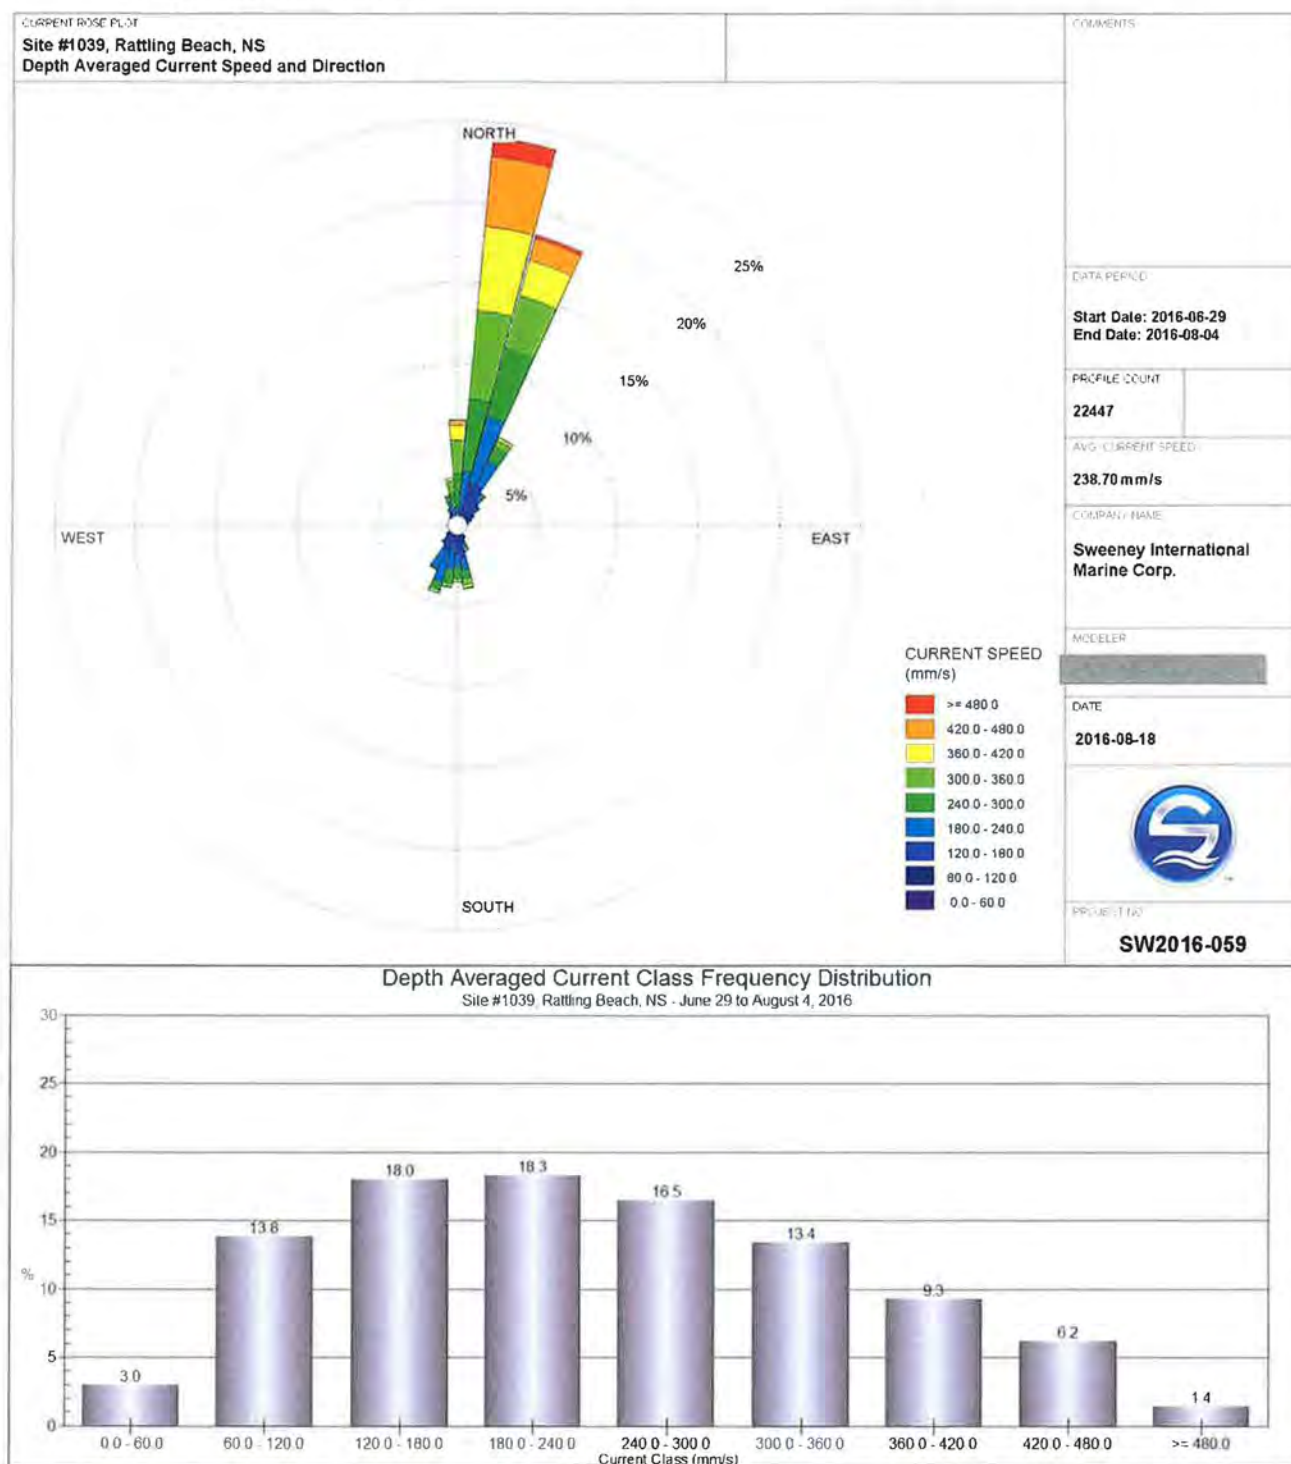 CURRENT ROSE PLOT
Site #1039, Rattling Beach, NS
Depth Averaged Current Speed and Direction
COMMENTS
NORTH
25%
20%
15%
10%
5%
WEST
EAST
SOUTH
CURRENT SPEED
(mm/s)
>= 480.0
420.0 - 480.0
360.0 - 420.0
300.0 - 360.0
240.0 - 300.0
180.0 - 240.0
120.0 - 180.0
60.0 - 120.0
0.0 - 60.0
DATA PERIOD
Start Date: 2016-06-29
End Date: 2016-08-04
PROFILE COUNT
22447
AVG. CURRENT SPEED
238.70 mm/s
COMPANY NAME
Sweeney International
Marine Corp.
MODELER
DATE
2016-08-18
TM
PROJECT NO.
SW2016-059
Depth Averaged Current Class Frequency Distribution
Site #1039, Rattling Beach, NS - June 29 to August 4, 2016
30
25
20
15
%
10
5
0
3.0
13.8
18.0
18.3
16.5
13.4
9.3
6.2
1.4
0.0 - 60.0
60.0 - 120.0
120.0 - 180.0
180.0 - 240.0
240.0 - 300.0
300.0 - 360.0
360.0 - 420.0
420.0 - 480.0
>= 480.0
Current Class (mm/s)